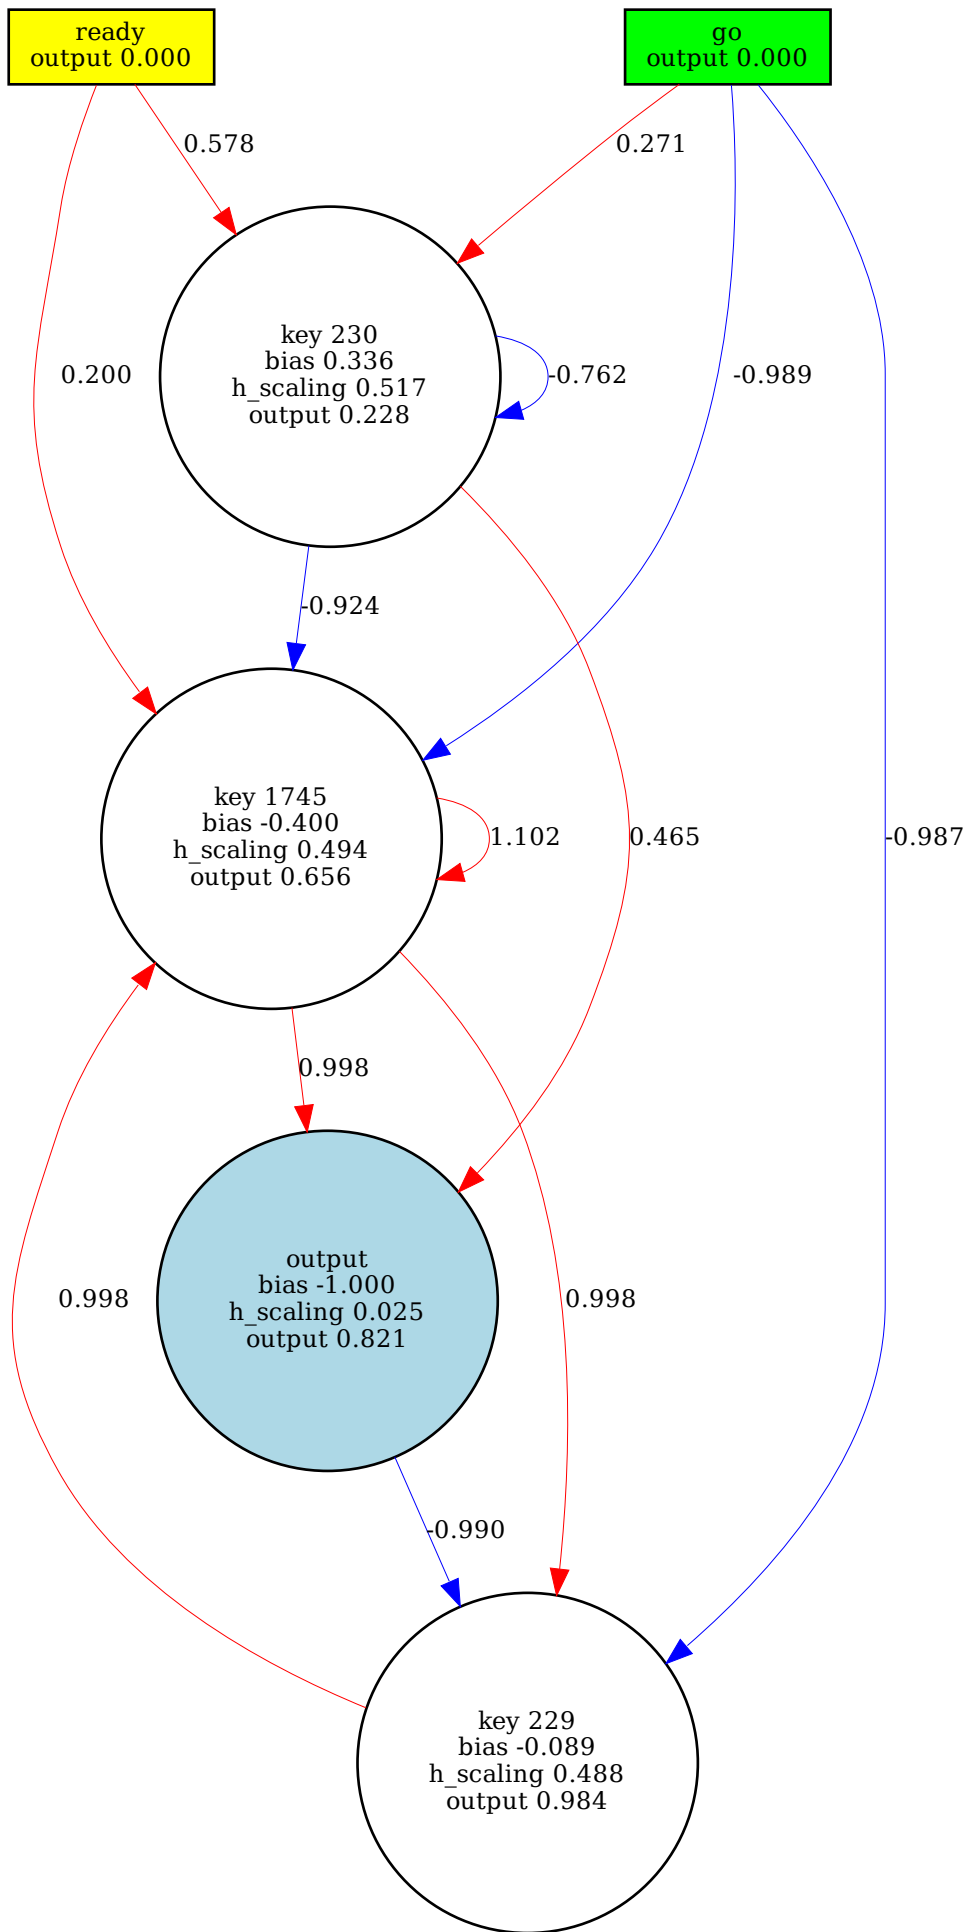 ready
output 0.000
go
output 0.000
0.578
0.271
key 230
bias 0.336
h_scaling 0.517
output 0.228
0.200
-0.762
-0.989
-0.924
key 1745
bias -0.400
h_scaling 0.494
output 0.656
1.102
0.465
-0.987
0.998
output
bias -1.000
h_scaling 0.025
output 0.821
0.998
0.998
-0.990
key 229
bias -0.089
h_scaling 0.488
output 0.984